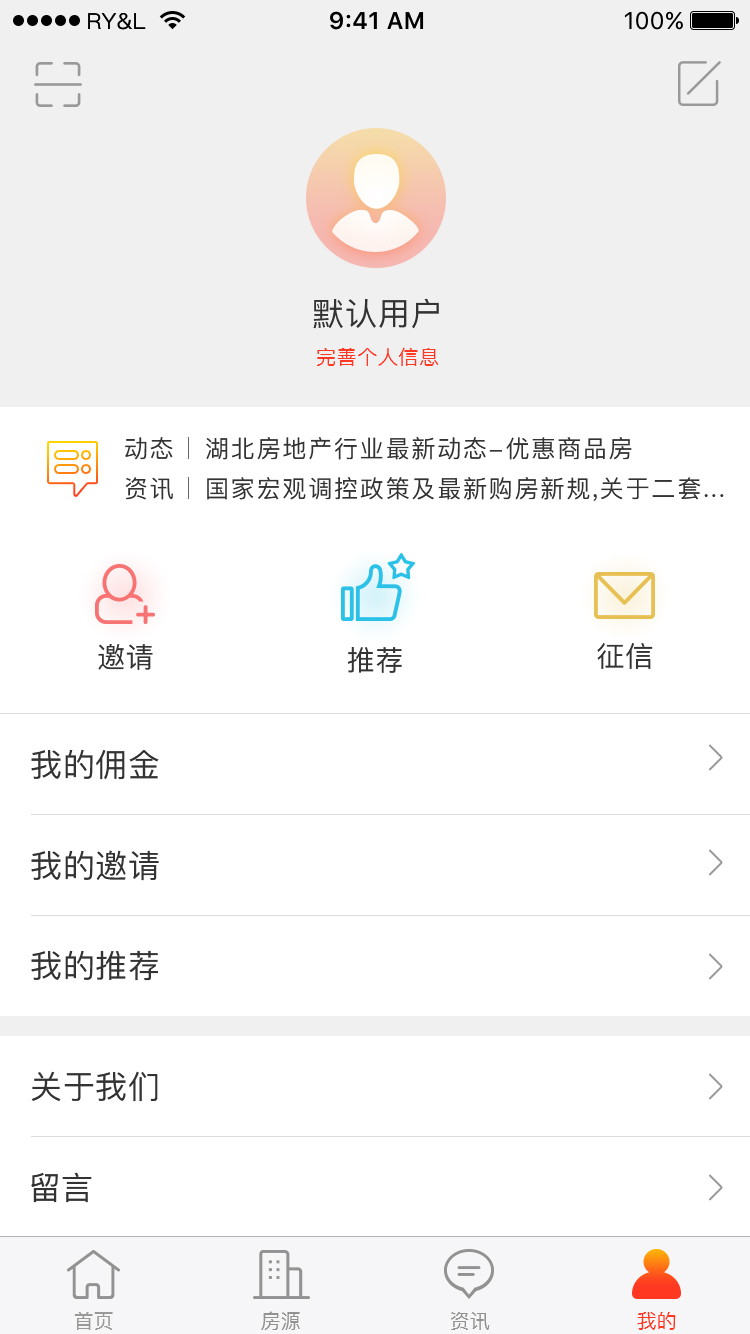 RY&L 9:41 AM 100%
默认用户
完善个人信息
动态 | 湖北房地产行业最新动态-优惠商品房
资讯 | 国家宏观调控政策及最新购房新规,关于二套...
邀请 推荐 征信
我的佣金
我的邀请
我的推荐
关于我们
留言
首页 房源 资讯 我的